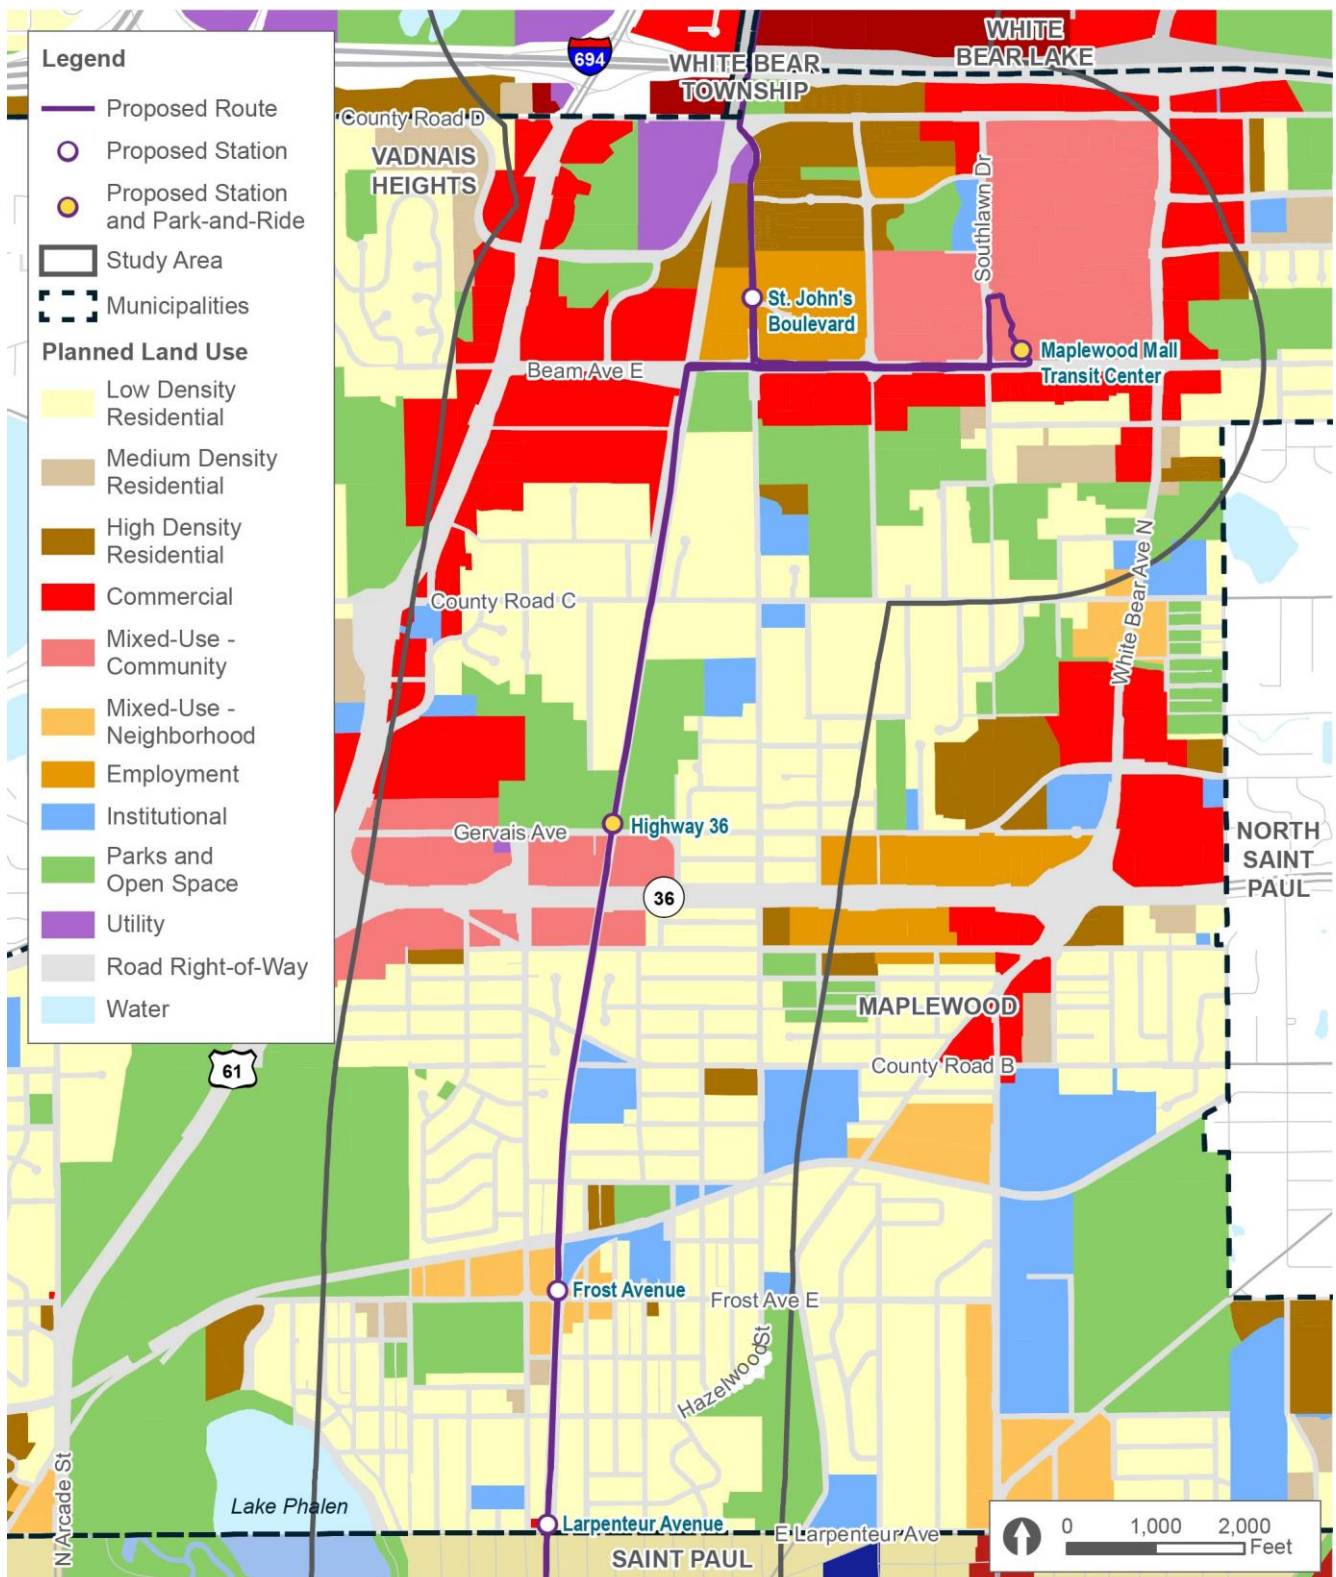 Legend
Proposed Route
Proposed Station
Proposed Station
and Park-and-Ride
Study Area
Municipalities
Planned Land Use
Low Density
Residential
Medium Density
Residential
High Density
Residential
Commercial
Mixed-Use -
Community
Mixed-Use -
Neighborhood
Employment
Institutional
Parks and
Open Space
Utility
Road Right-of-Way
Water
694
WHITE BEAR
TOWNSHIP
WHITE
BEAR LAKE
County Road D
VADNAIS
HEIGHTS
Southlawn Dr
St. John's
Boulevard
Maplewood Mall
Transit Center
Beam Ave E
White Bear Ave N
County Road C
Highway 36
Gervais Ave
NORTH
SAINT
PAUL
36
MAPLEWOOD
County Road B
61
Frost Avenue
Frost Ave E
Hazelwood St
N Arcade St
Lake Phalen
Larpenteur Avenue
E Larpenteur Ave
SAINT PAUL
0 1,000 2,000
Feet